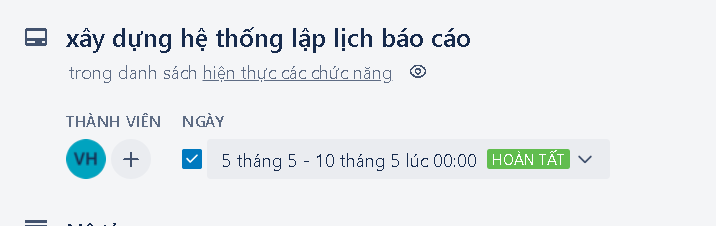 xây dựng hệ thống lập lịch báo cáo
trong danh sách hiện thực các chức năng
THÀNH VIÊN NGÀY
VH + 5 tháng 5 - 10 tháng 5 lúc 00:00 HOÀN TẤT